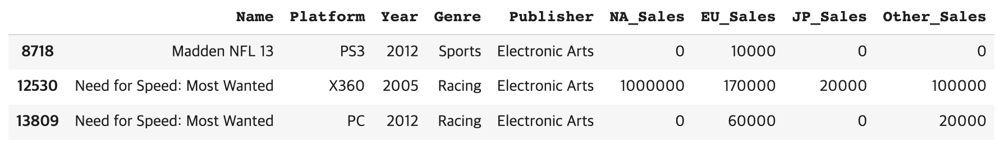 Name Platform Year Genre Publisher NA_Sales EU_Sales JP_Sales Other_Sales
8718 Madden NFL 13 PS3 2012 Sports Electronic Arts 0 10000 0 0
12530 Need for Speed: Most Wanted X360 2005 Racing Electronic Arts 1000000 170000 20000 100000
13809 Need for Speed: Most Wanted PC 2012 Racing Electronic Arts 0 60000 0 20000